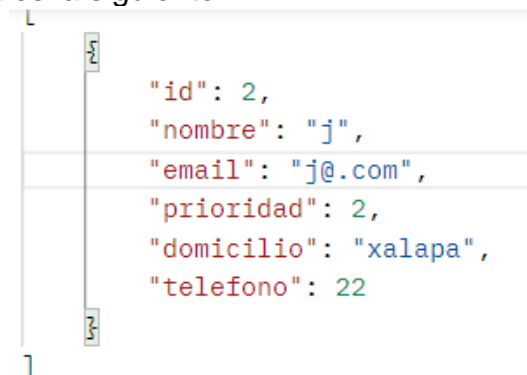 [
{
"id": 2,
"nombre": "j",
"email": "j@.com",
"prioridad": 2,
"domicilio": "xalapa",
"telefono": 22
}
]